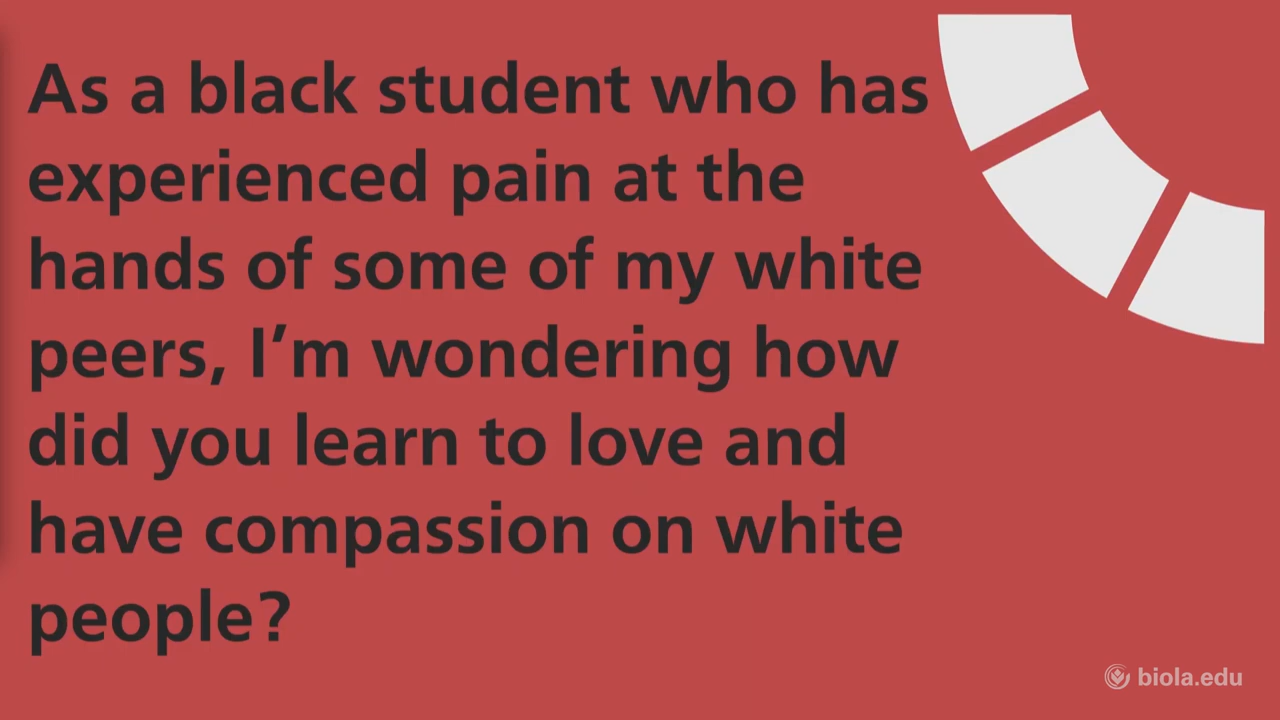 As a black student who has
experienced pain at the
hands of some of my white
peers, I’m wondering how
did you learn to love and
have compassion on white
people?
biola.edu